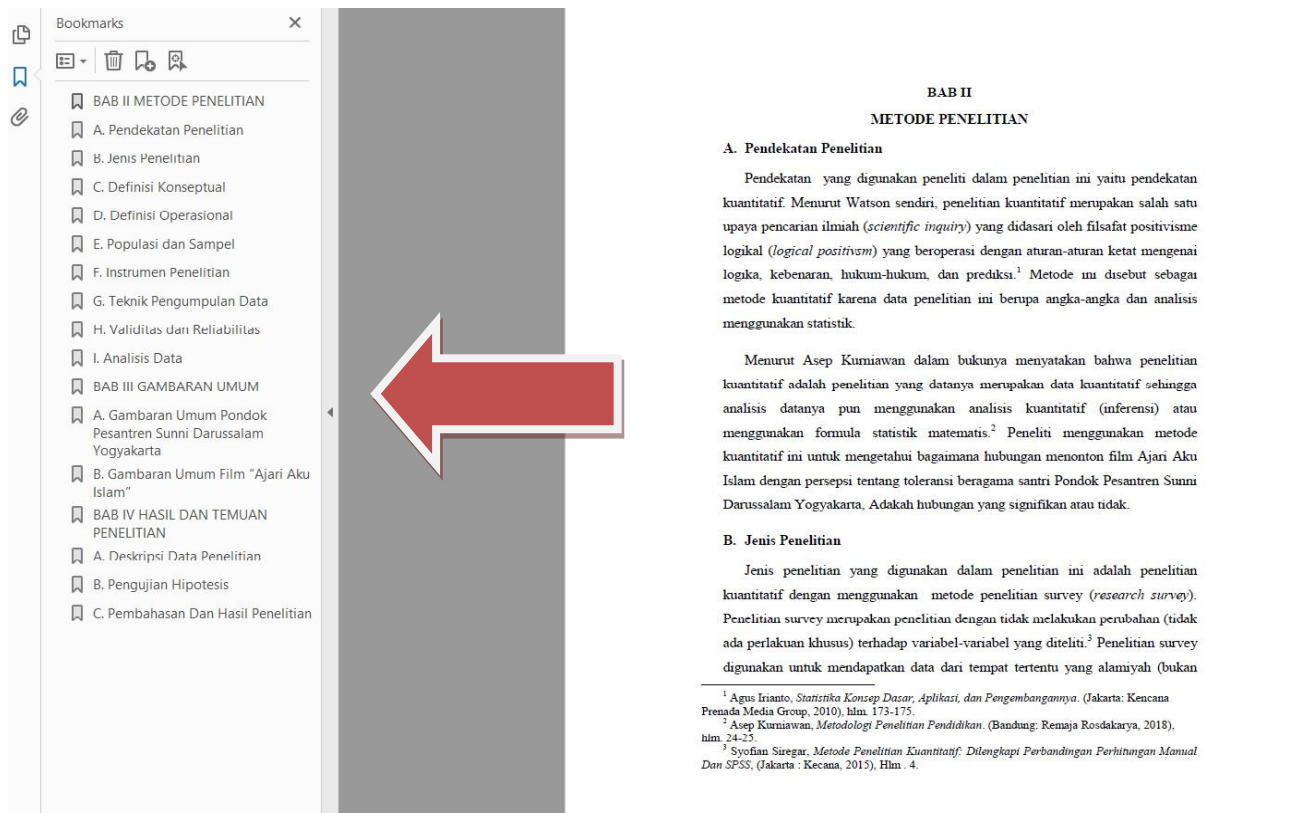 Bookmarks
BAB II METODE PENELITIAN
A. Pendekatan Penelitian
B. Jenis Penelitian
C. Definisi Konseptual
D. Definisi Operasional
E. Populasi dan Sampel
F. Instrumen Penelitian
G. Teknik Pengumpulan Data
H. Validitas dan Reliabilitas
I. Analisis Data
BAB III GAMBARAN UMUM
A. Gambaran Umum Pondok
Pesantren Sunni Darussalam
Yogyakarta
B. Gambaran Umum Film "Ajari Aku
Islam"
BAB IV HASIL DAN TEMUAN
PENELITIAN
A. Deskripsi Data Penelitian
B. Pengujian Hipotesis
C. Pembahasan Dan Hasil Penelitian
BAB II
METODE PENELITIAN
A. Pendekatan Penelitian
Pendekatan yang digunakan peneliti dalam penelitian ini yaitu pendekatan
kuantitatif. Menurut Watson sendiri, penelitian kuantitatif merupakan salah satu
upaya pencarian ilmiah (scientific inquiry) yang didasari oleh filsafat positivisme
logikal (logical positivsm) yang beroperasi dengan aturan-aturan ketat mengenai
logika, kebenaran, hukum-hukum, dan prediksi.1 Metode ini disebut sebagai
metode kuantitatif karena data penelitian ini berupa angka-angka dan analisis
menggunakan statistik.
Menurut Asep Kurniawan dalam bukunya menyatakan bahwa penelitian
kuantitatif adalah penelitian yang datanya merupakan data kuantitatif sehingga
analisis datanya pun menggunakan analisis kuantitatif (inferensi) atau
menggunakan formula statistik matematis.2 Peneliti menggunakan metode
kuantitatif ini untuk mengetahui bagaimana hubungan menonton film Ajari Aku
Islam dengan persepsi tentang toleransi beragama santri Pondok Pesantren Sunni
Darussalam Yogyakarta, Adakah hubungan yang signifikan atau tidak.
B. Jenis Penelitian
Jenis penelitian yang digunakan dalam penelitian ini adalah penelitian
kuantitatif dengan menggunakan metode penelitian survey (research survey).
Penelitian survey merupakan penelitian dengan tidak melakukan perubahan (tidak
ada perlakuan khusus) terhadap variabel-variabel yang diteliti.3 Penelitian survey
digunakan untuk mendapatkan data dari tempat tertentu yang alamiyah (bukan
1 Agus Irianto, Statistika Konsep Dasar, Aplikasi, dan Pengembangannya. (Jakarta: Kencana
Prenada Media Group, 2010), hlm. 173-175.
2 Asep Kurniawan, Metodologi Penelitian Pendidikan. (Bandung: Remaja Rosdakarya, 2018),
hlm. 24-25.
3 Syofian Siregar, Metode Penelitian Kuantitatif: Dilengkapi Perbandingan Perhitungan Manual
Dan SPSS, (Jakarta : Kecana, 2015), Hlm . 4.